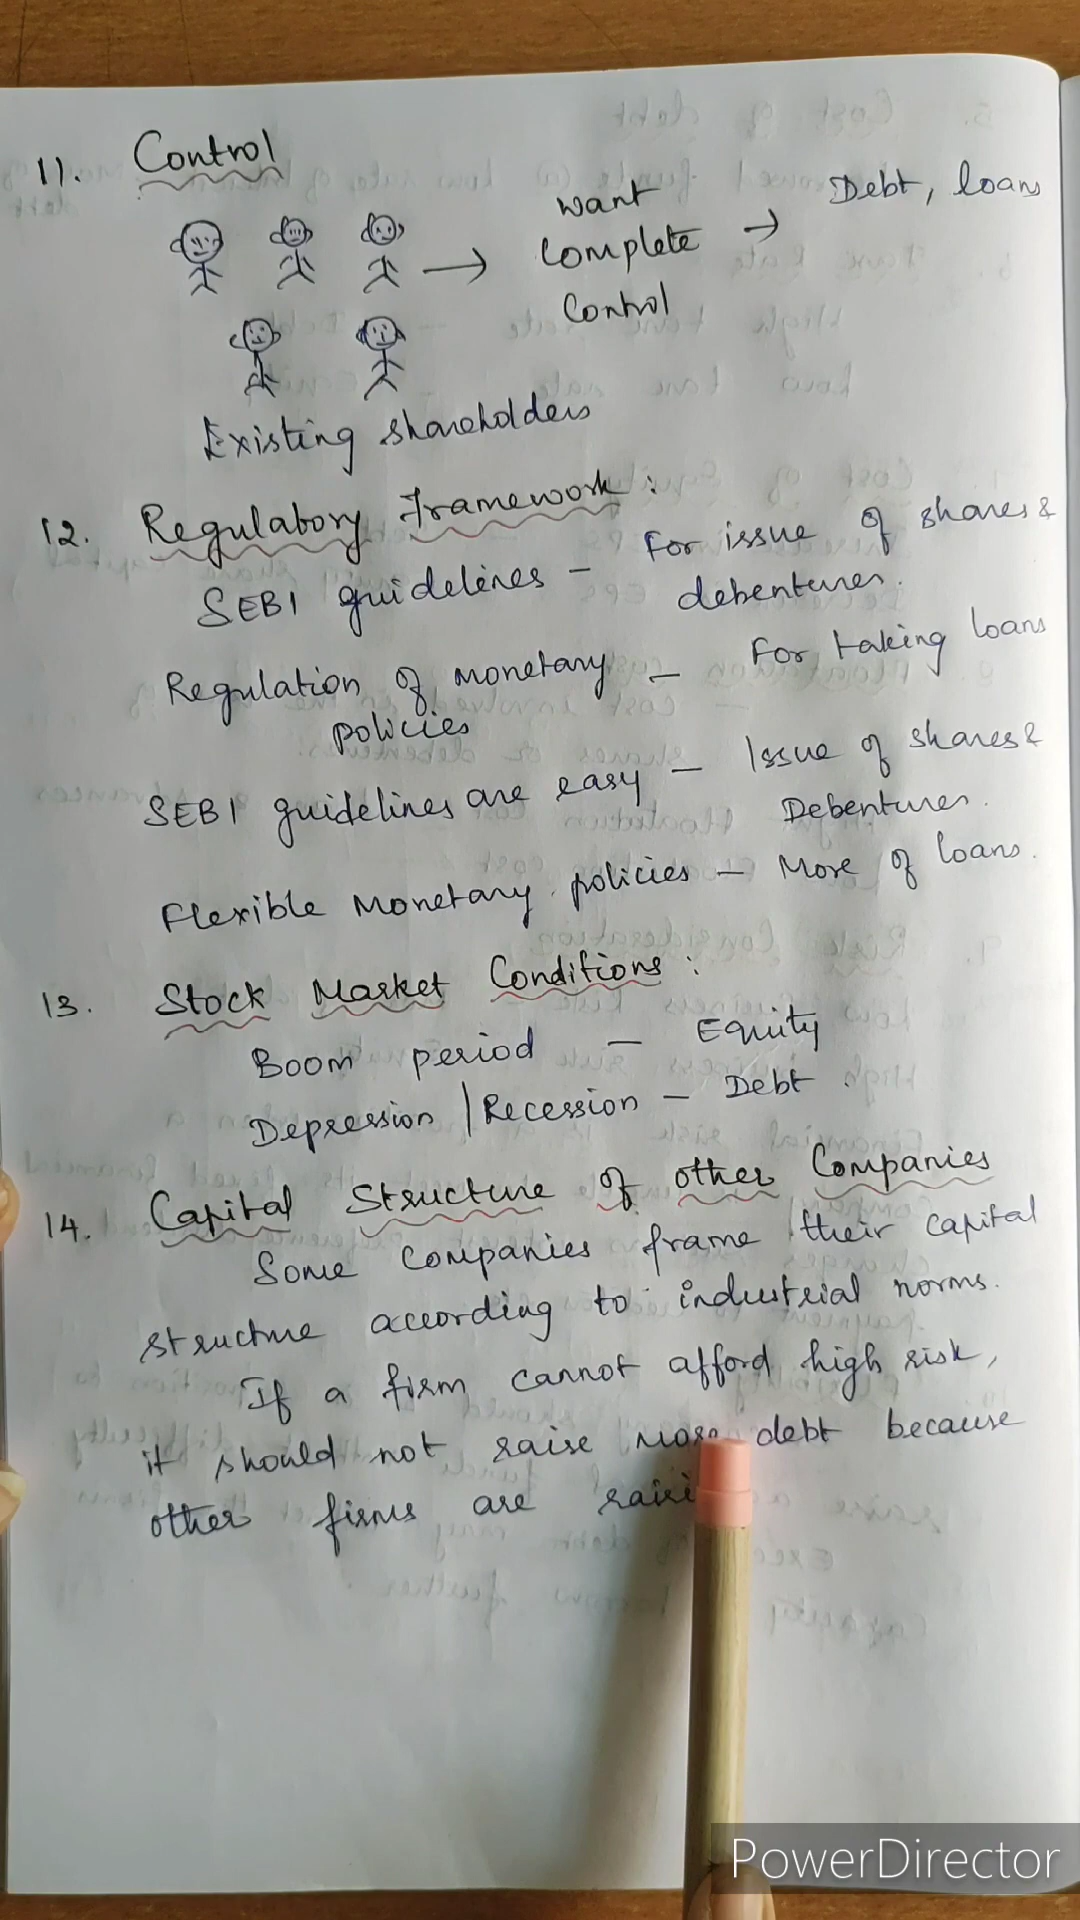 11. Control
want complete control → Debt, loans
Existing shareholders
12. Regulatory Framework :
SEBI guidelines – For issue of shares &
debentures.
Regulation of monetary – For taking loans
policies
SEBI guidelines are easy – Issue of shares &
Debentures.
Flexible Monetary policies – More of loans.
13. Stock Market Conditions :
Boom period – Equity
Depression / Recession – Debt.
14. Capital Structure of other Companies
Some companies frame their capital
structure according to industrial norms.
If a firm cannot afford high risk,
it should not raise more debt because
other firms are
PowerDirector